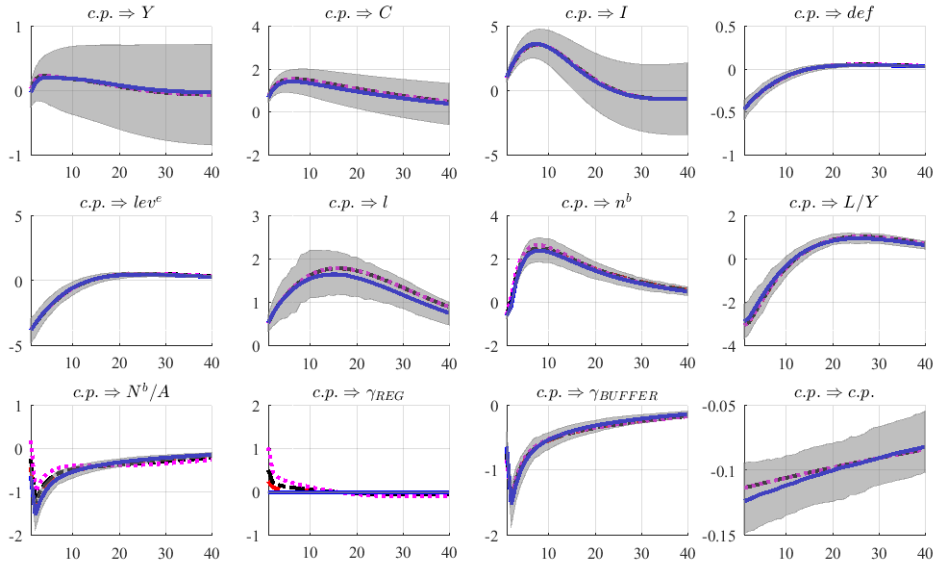 c.p. ⇒ Y
c.p. ⇒ C
c.p. ⇒ I
c.p. ⇒ def
1
0
-1
10 20 30 40
4
2
0
-2
10 20 30 40
5
0
-5
10 20 30 40
0.5
0
-0.5
-1
10 20 30 40
c.p. ⇒ lev^e
c.p. ⇒ l
c.p. ⇒ n^b
c.p. ⇒ L/Y
5
0
-5
10 20 30 40
3
2
1
0
10 20 30 40
4
2
0
-2
10 20 30 40
2
0
-2
-4
10 20 30 40
c.p. ⇒ N^b/A
c.p. ⇒ γ_REG
c.p. ⇒ γ_BUFFER
c.p. ⇒ c.p.
1
0
-1
-2
10 20 30 40
2
1
0
-1
10 20 30 40
0
-1
-2
10 20 30 40
-0.05
-0.1
-0.15
10 20 30 40